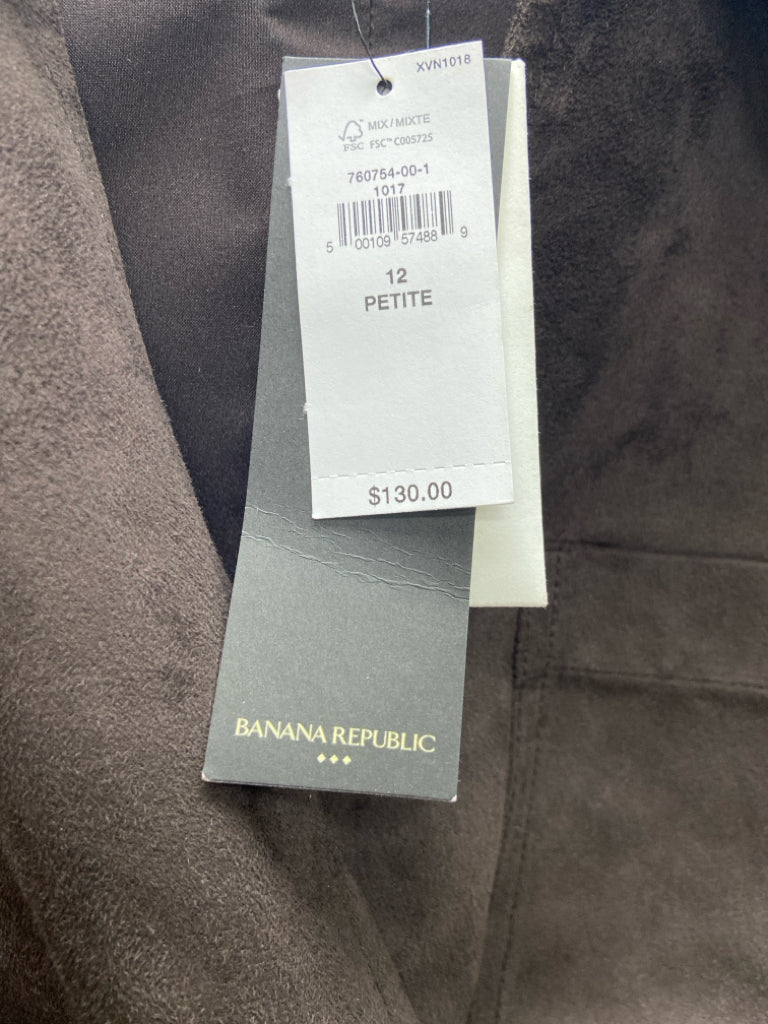 XVN1018
MIX/MIXTE
FSC FSC™ C005725
760754-00-1
1017
5 00109 57488 9
12
PETITE
$130.00
BANANA REPUBLIC